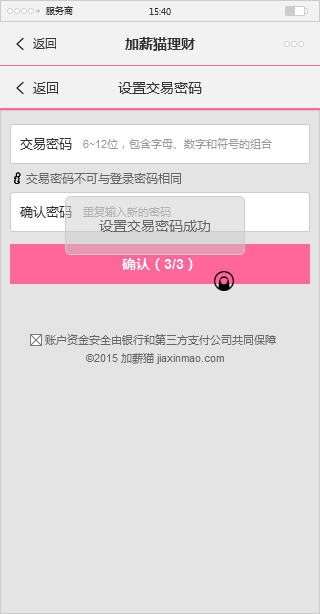 服务商 15:40
返回 加薪猫理财
返回 设置交易密码
交易密码 6~12位，包含字母、数字和符号的组合
交易密码不可与登录密码相同
确认密码 重复输入新的密码
设置交易密码成功
确认（3/3）
账户资金安全由银行和第三方支付公司共同保障
©2015 加薪猫 jiaxinmao.com